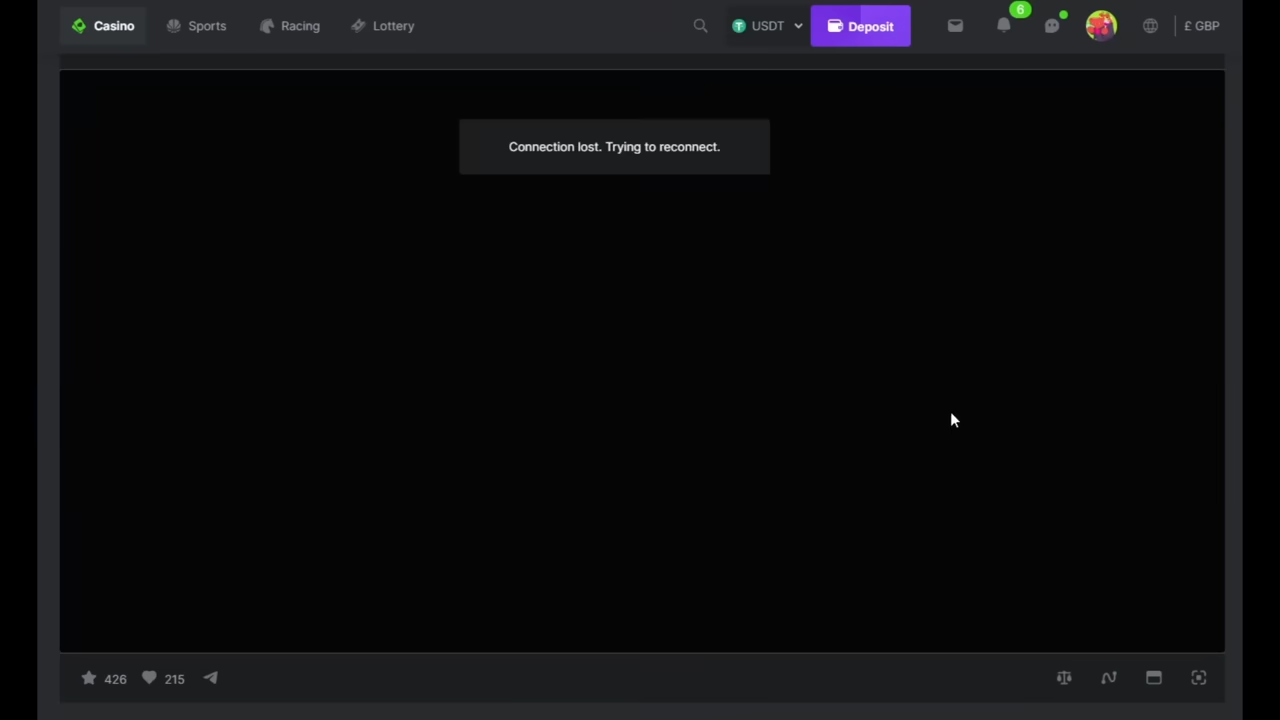 Casino Sports Racing Lottery USDT Deposit 6 £ GBP
Connection lost. Trying to reconnect.
426 215